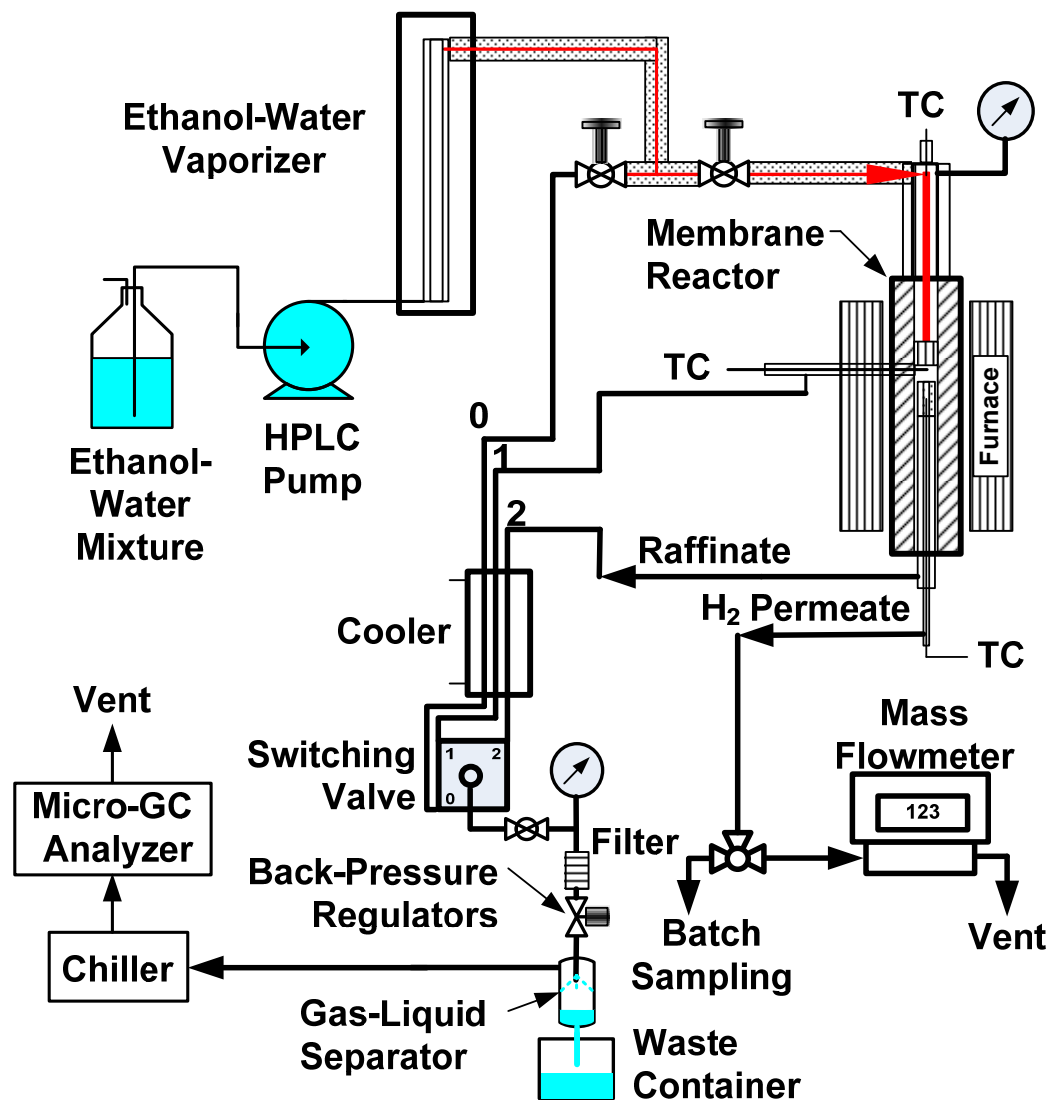 TC
Ethanol-Water
Vaporizer
Membrane
Reactor
TC
Furnace
0
HPLC
Pump
1
Ethanol-
Water
Mixture
2
Raffinate
H₂ Permeate
Cooler
TC
Vent
Mass
Flowmeter
Switching
Valve
1 2
0
123
Micro-GC
Analyzer
Filter
Back-Pressure
Regulators
Batch
Sampling
Vent
Chiller
Gas-Liquid
Separator
Waste
Container